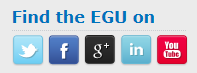 Find the EGU on
f g+ in You Tube